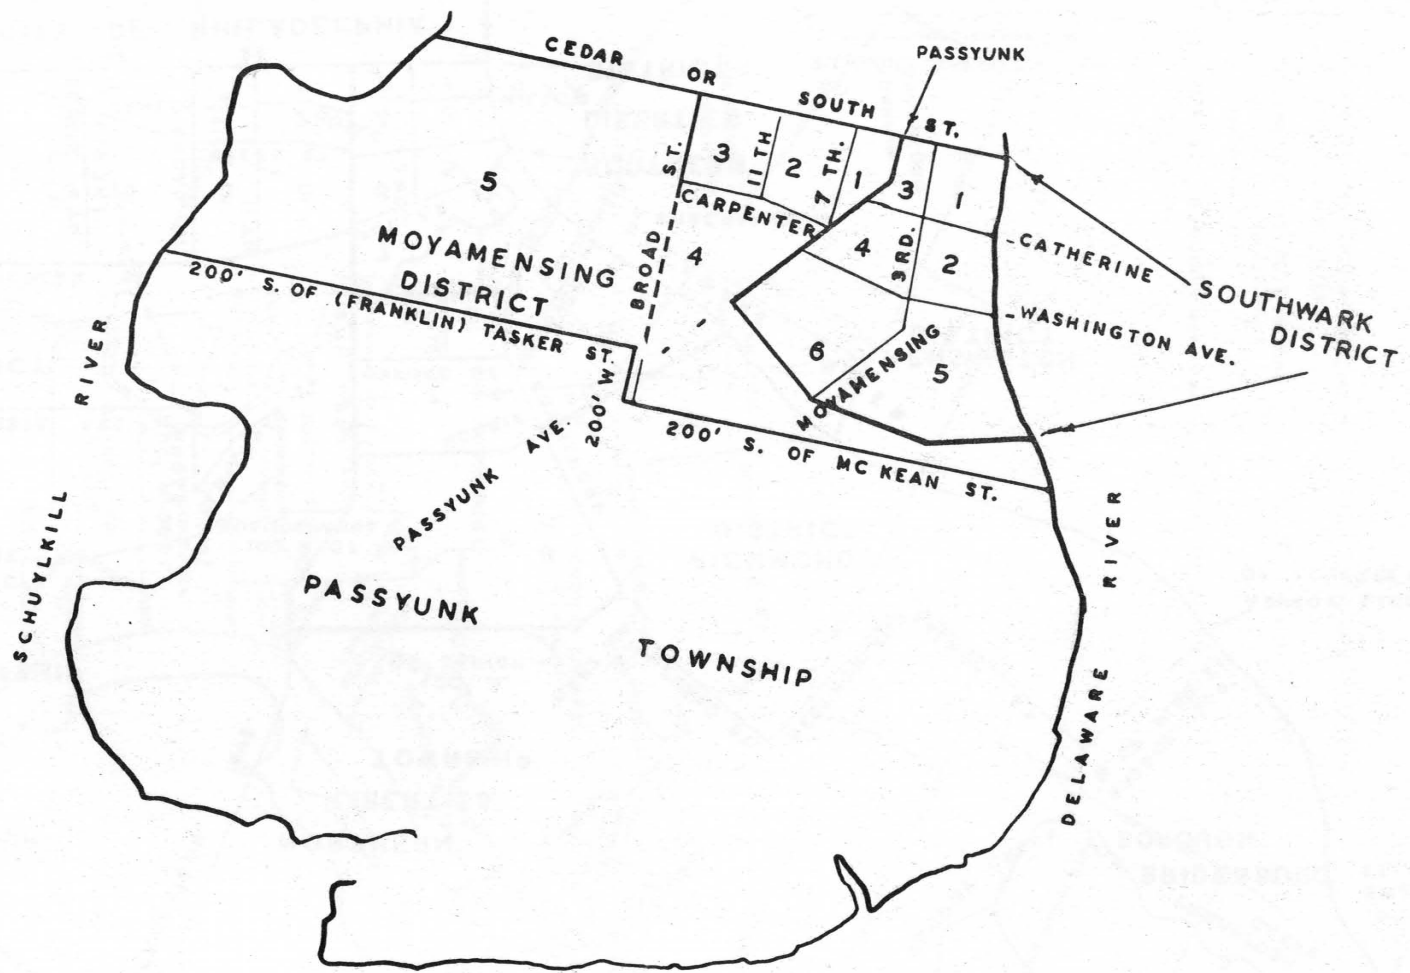 PASSYUNK
CEDAR OR SOUTH ST.
3 11 TH 2 7 TH. 1 3 1
BROAD ST.
CARPENTER
5
4 4 3RD. 2
CATHERINE
MOYAMENSING
DISTRICT
SOUTHWARK
DISTRICT
WASHINGTON AVE.
200' S. OF (FRANKLIN) TASKER ST.
6 MOYAMENSING 5
200' W.
200' S. OF MC KEAN ST.
PASSYUNK AVE.
SCHUYLKILL RIVER
PASSYUNK
TOWNSHIP
DELAWARE RIVER